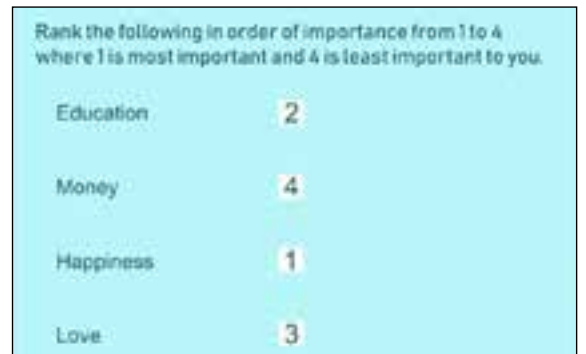 Rank the following in order of importance from 1 to 4
where 1 is most important and 4 is least important to you.
Education 2
Money 4
Happiness 1
Love 3